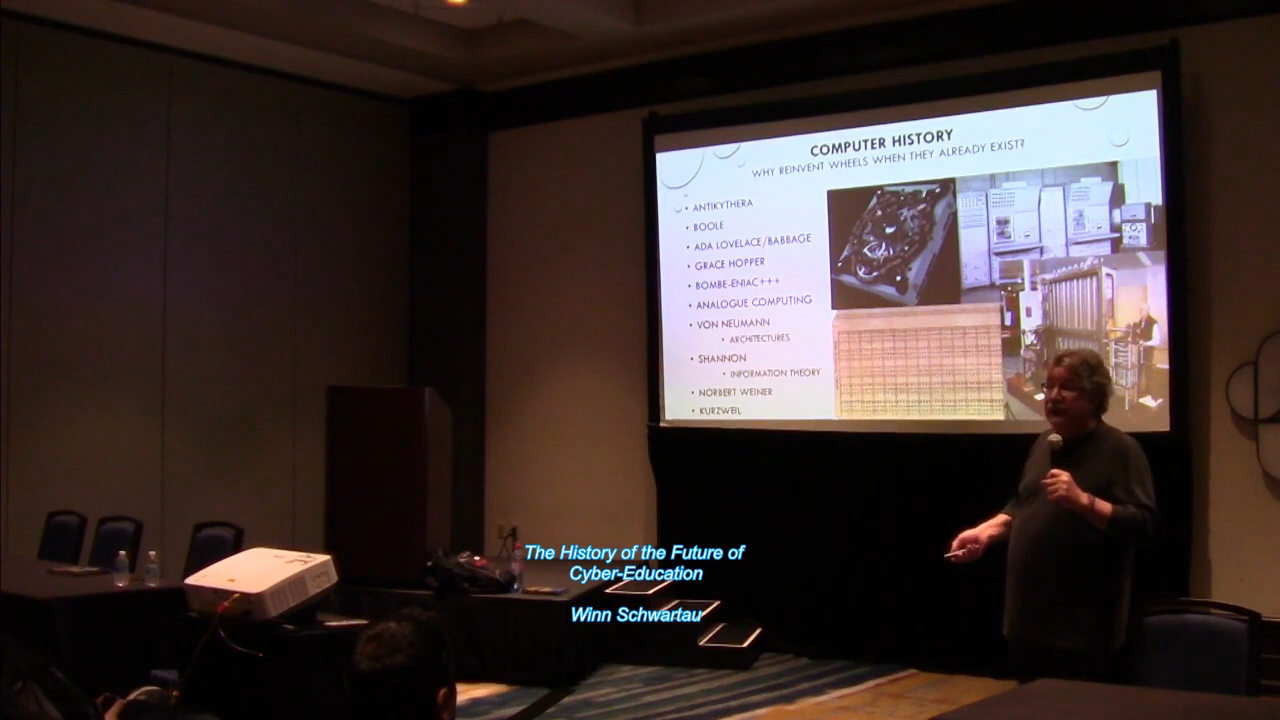 COMPUTER HISTORY
WHY REINVENT WHEELS WHEN THEY ALREADY EXIST?
• ANTIKYTHERA
• BOOLE
• ADA LOVELACE/BABBAGE
• GRACE HOPPER
• BOMBE-ENIAC+++
• ANALOGUE COMPUTING
• VON NEUMANN
• ARCHITECTURES
• SHANNON
• INFORMATION THEORY
• NORBERT WEINER
• KURZWEIL
The History of the Future of
Cyber-Education
Winn Schwartau